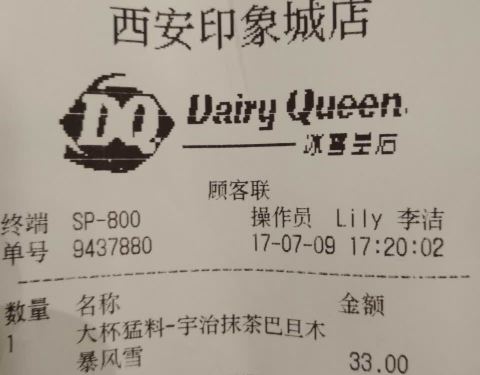 西安印象城店
DQ Dairy Queen
冰雪皇后
顾客联
终端 SP-800 操作员 Lily 李洁
单号 9437880 17-07-09 17:20:02
数量 名称 金额
1 大杯猛料-宇治抹茶巴旦木
暴风雪 33.00